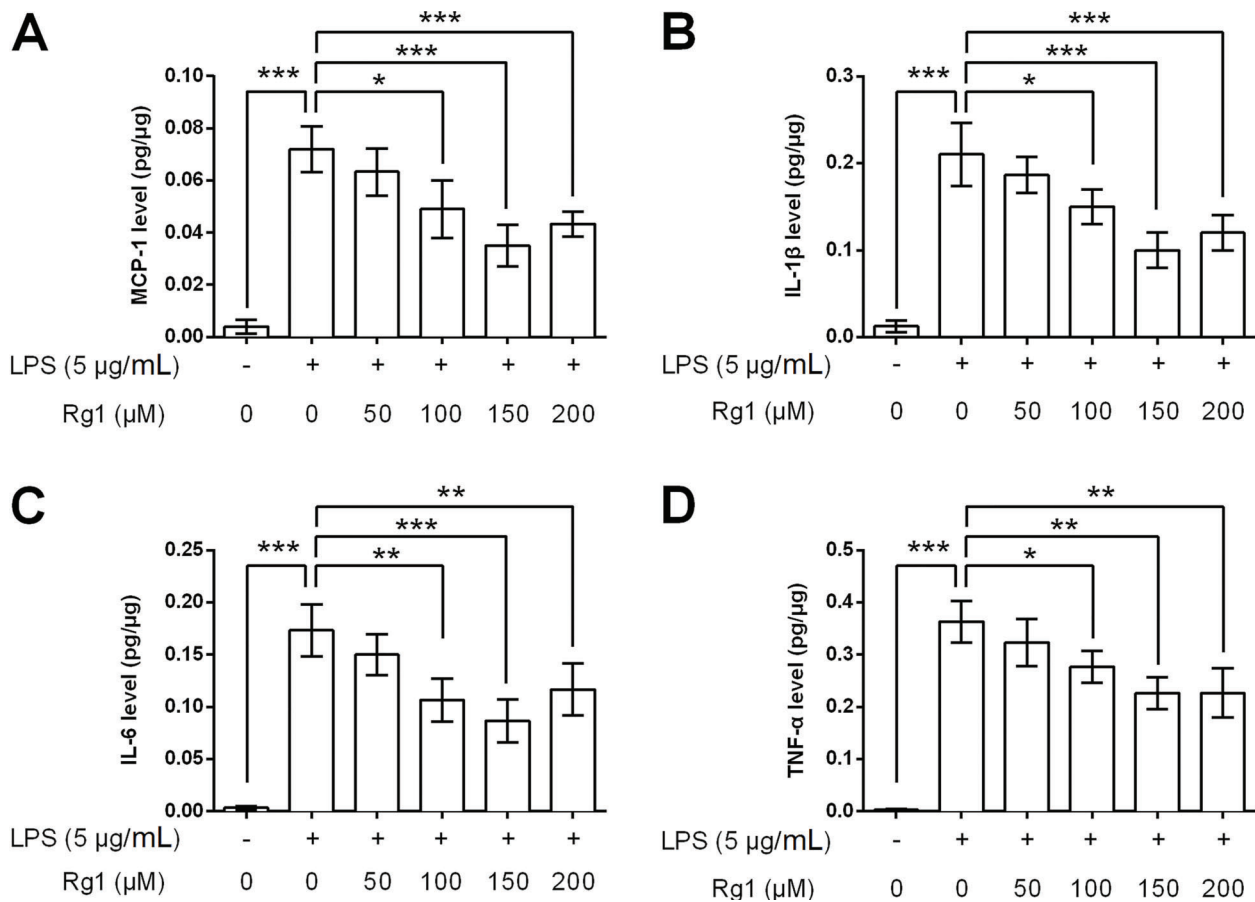 A
***
***
*** *
MCP-1 level (pg/µg)
0.10
0.08
0.06
0.04
0.02
0.00
LPS (5 µg/mL) - + + + + +
Rg1 (µM) 0 0 50 100 150 200
B
***
***
*** *
IL-1β level (pg/µg)
0.3
0.2
0.1
0.0
LPS (5 µg/mL) - + + + + +
Rg1 (µM) 0 0 50 100 150 200
C
**
***
*** **
IL-6 level (pg/µg)
0.25
0.20
0.15
0.10
0.05
0.00
LPS (5 µg/mL) - + + + + +
Rg1 (µM) 0 0 50 100 150 200
D
**
**
*** *
TNF-α level (pg/µg)
0.5
0.4
0.3
0.2
0.1
0.0
LPS (5 µg/mL) - + + + + +
Rg1 (µM) 0 0 50 100 150 200